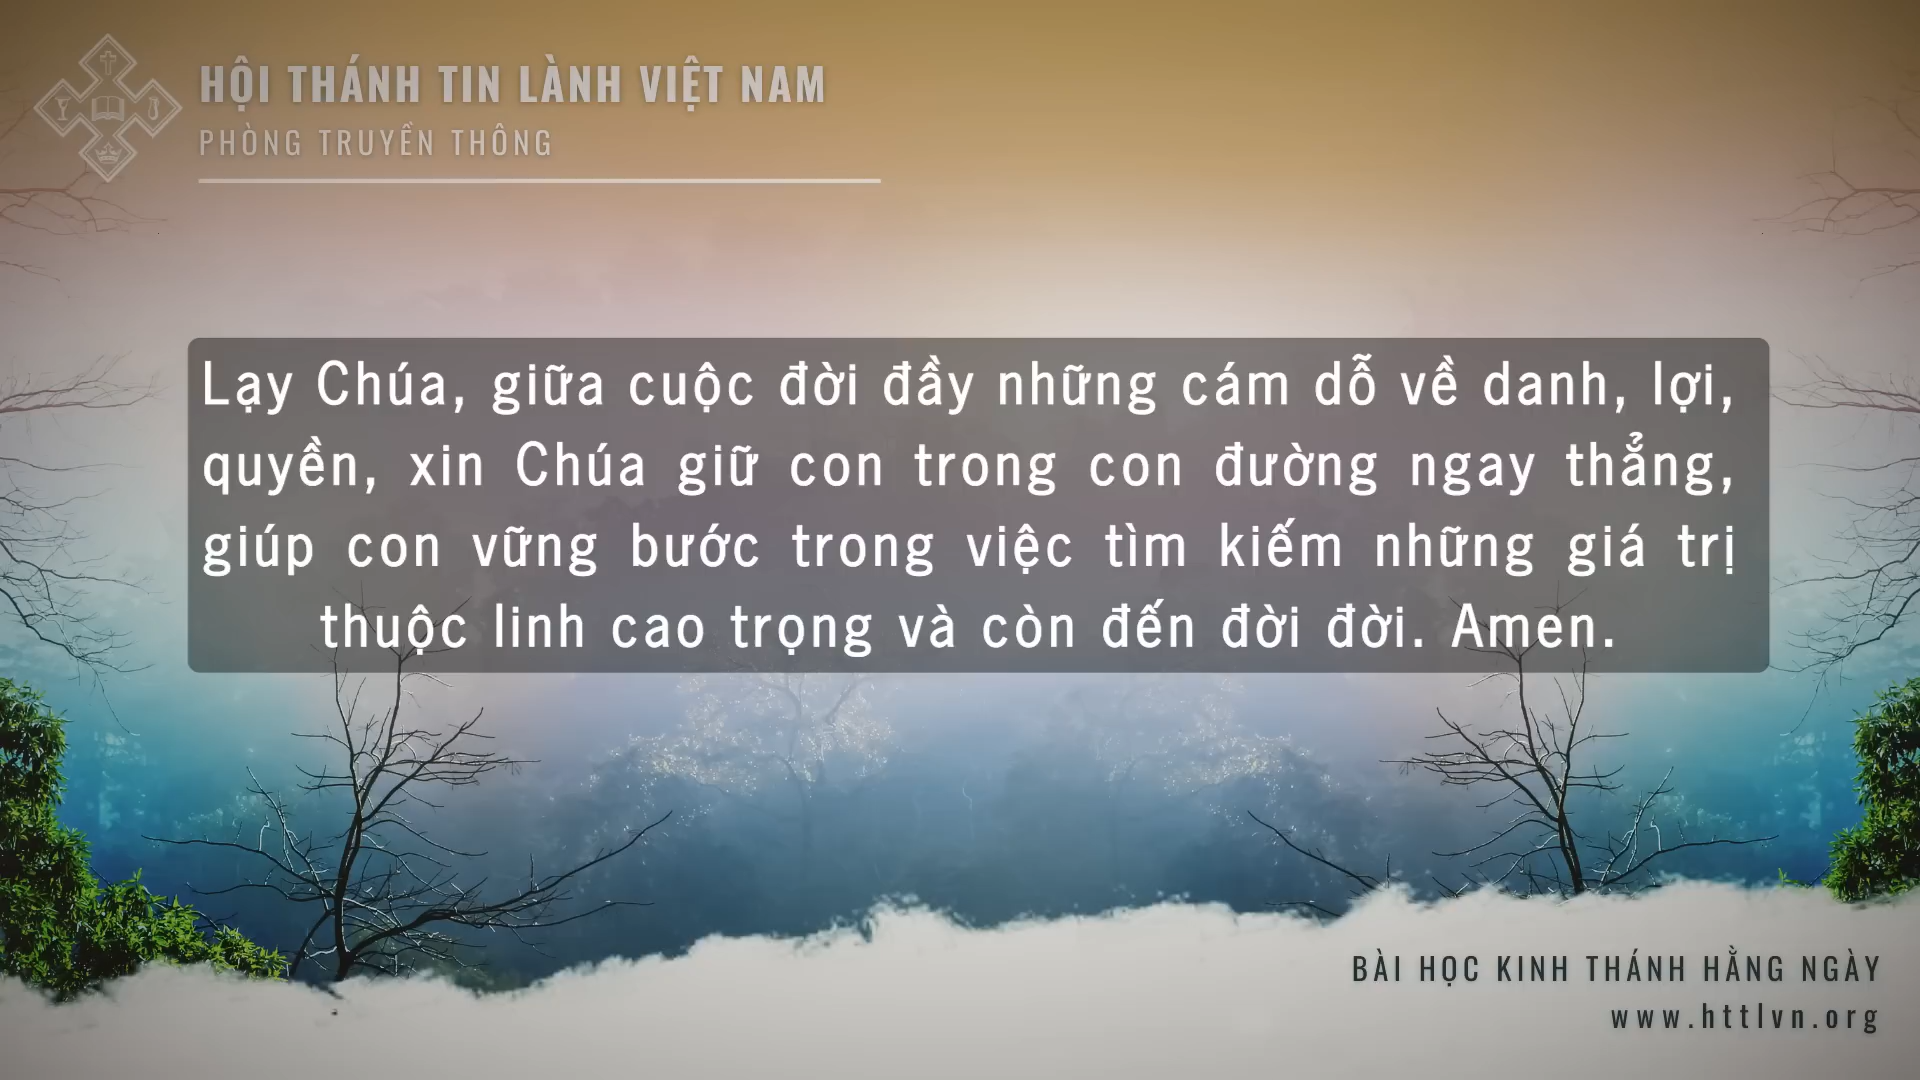 HỘI THÁNH TIN LÀNH VIỆT NAM
PHÒNG TRUYỀN THÔNG
Lạy Chúa, giữa cuộc đời đầy những cám dỗ về danh, lợi,
quyền, xin Chúa giữ con trong con đường ngay thẳng,
giúp con vững bước trong việc tìm kiếm những giá trị
thuộc linh cao trọng và còn đến đời đời. Amen.
BÀI HỌC KINH THÁNH HẰNG NGÀY
www.httlvn.org